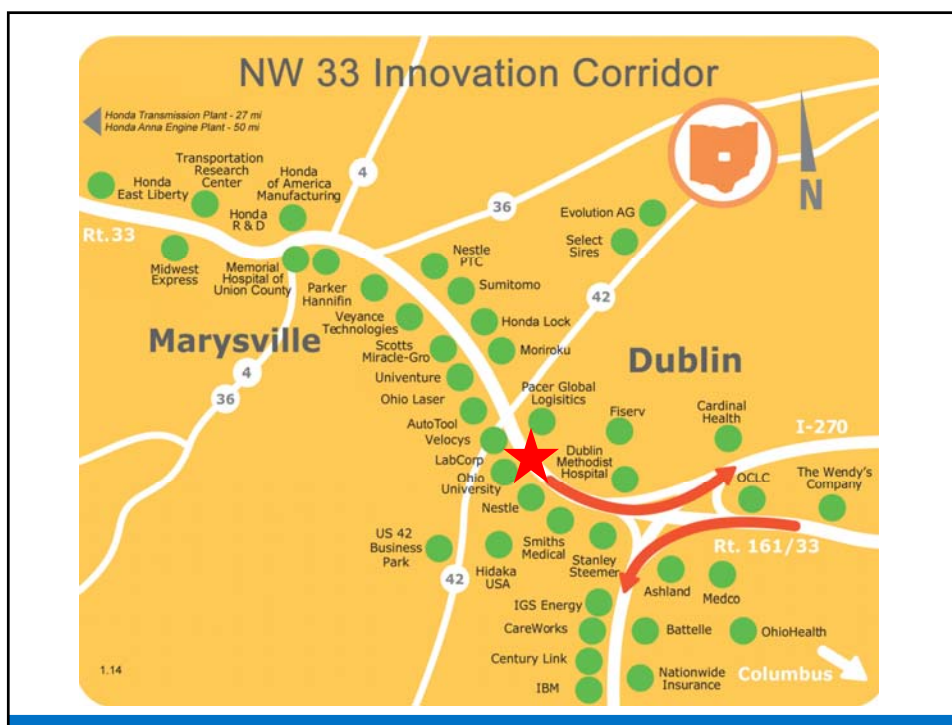 NW 33 Innovation Corridor
Honda Transmission Plant - 27 mi
Honda Anna Engine Plant - 50 mi
N
4
36
Honda
East Liberty
Transportation
Research
Center
Honda
R & D
Honda
of America
Manufacturing
Rt.33
Midwest
Express
Memorial
Hospital of
Union County
Parker
Hannifin
Veyance
Technologies
Scotts
Miracle-Gro
Univenture
Ohio Laser
AutoTool
Velocys
LabCorp
Ohio
University
Nestle
Nestle
PTC
Sumitomo
Honda Lock
Moriroku
Evolution AG
Select
Sires
42
Marysville
4
36
Dublin
Pacer Global
Logisitics
Fiserv
Cardinal
Health
I-270
Dublin
Methodist
Hospital
OCLC
The Wendy's
Company
Rt. 161/33
US 42
Business
Park
42
Hidaka
USA
Smiths
Medical
Stanley
Steemer
Ashland
Medco
IGS Energy
CareWorks
Century Link
IBM
Battelle
OhioHealth
Nationwide
Insurance
Columbus
1.14